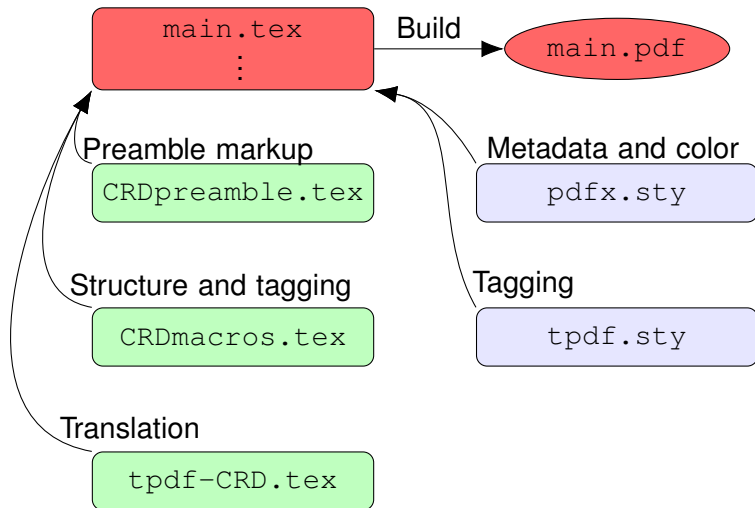 main.tex
⋮
Build
main.pdf
Preamble markup
CRDpreamble.tex
Metadata and color
pdfx.sty
Structure and tagging
CRDmacros.tex
Tagging
tpdf.sty
Translation
tpdf-CRD.tex